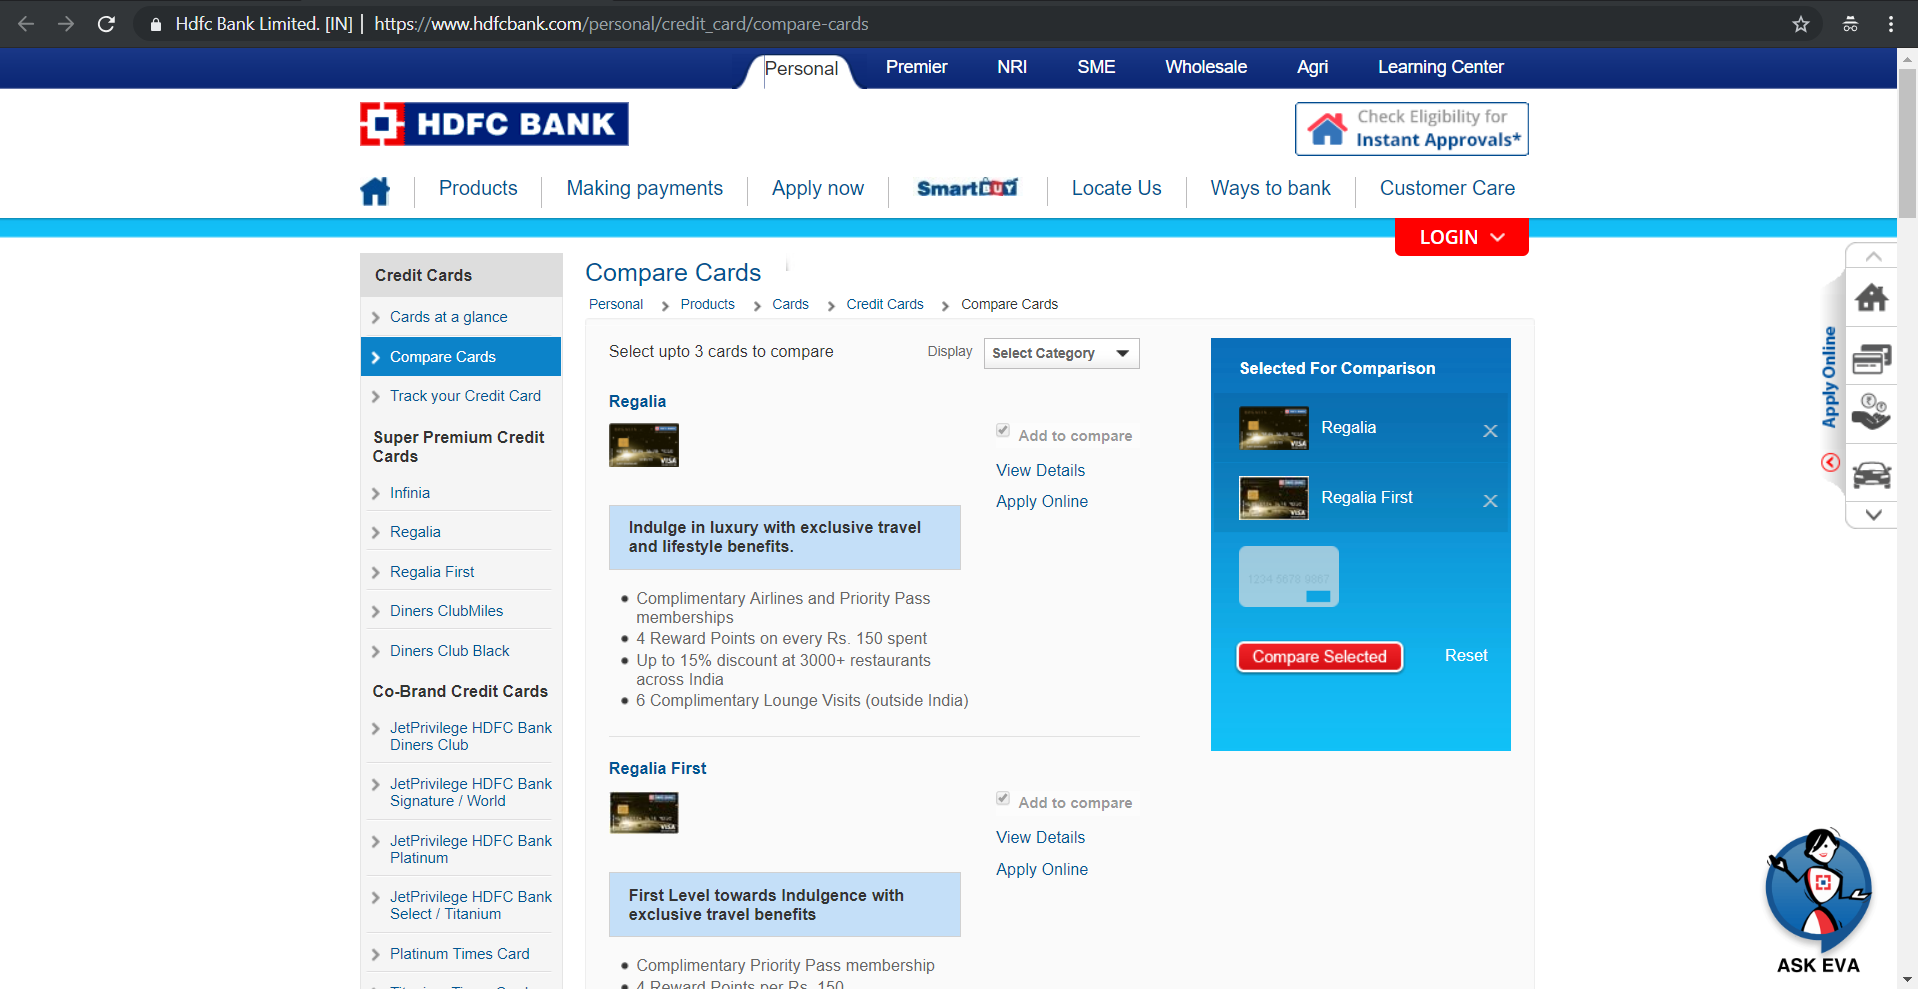 Hdfc Bank Limited. [IN] | https://www.hdfcbank.com/personal/credit_card/compare-cards
Personal Premier NRI SME Wholesale Agri Learning Center
HDFC BANK
Check Eligibility for
Instant Approvals*
Products Making payments Apply now SmartBUY Locate Us Ways to bank Customer Care
LOGIN
Credit Cards
Cards at a glance
Compare Cards
Track your Credit Card
Super Premium Credit
Cards
Infinia
Regalia
Regalia First
Diners ClubMiles
Diners Club Black
Co-Brand Credit Cards
JetPrivilege HDFC Bank
Diners Club
JetPrivilege HDFC Bank
Signature / World
JetPrivilege HDFC Bank
Platinum
JetPrivilege HDFC Bank
Select / Titanium
Platinum Times Card
Compare Cards
Personal Products Cards Credit Cards Compare Cards
Select upto 3 cards to compare
Display Select Category
Regalia
VISA
Add to compare
View Details
Apply Online
Indulge in luxury with exclusive travel
and lifestyle benefits.
Complimentary Airlines and Priority Pass
memberships
4 Reward Points on every Rs. 150 spent
Up to 15% discount at 3000+ restaurants
across India
6 Complimentary Lounge Visits (outside India)
Regalia First
VISA
Add to compare
View Details
Apply Online
First Level towards Indulgence with
exclusive travel benefits
Complimentary Priority Pass membership
4 Reward Points per Rs. 150
Selected For Comparison
VISA
Regalia
VISA
Regalia First
Compare Selected Reset
Apply Online
ASK EVA